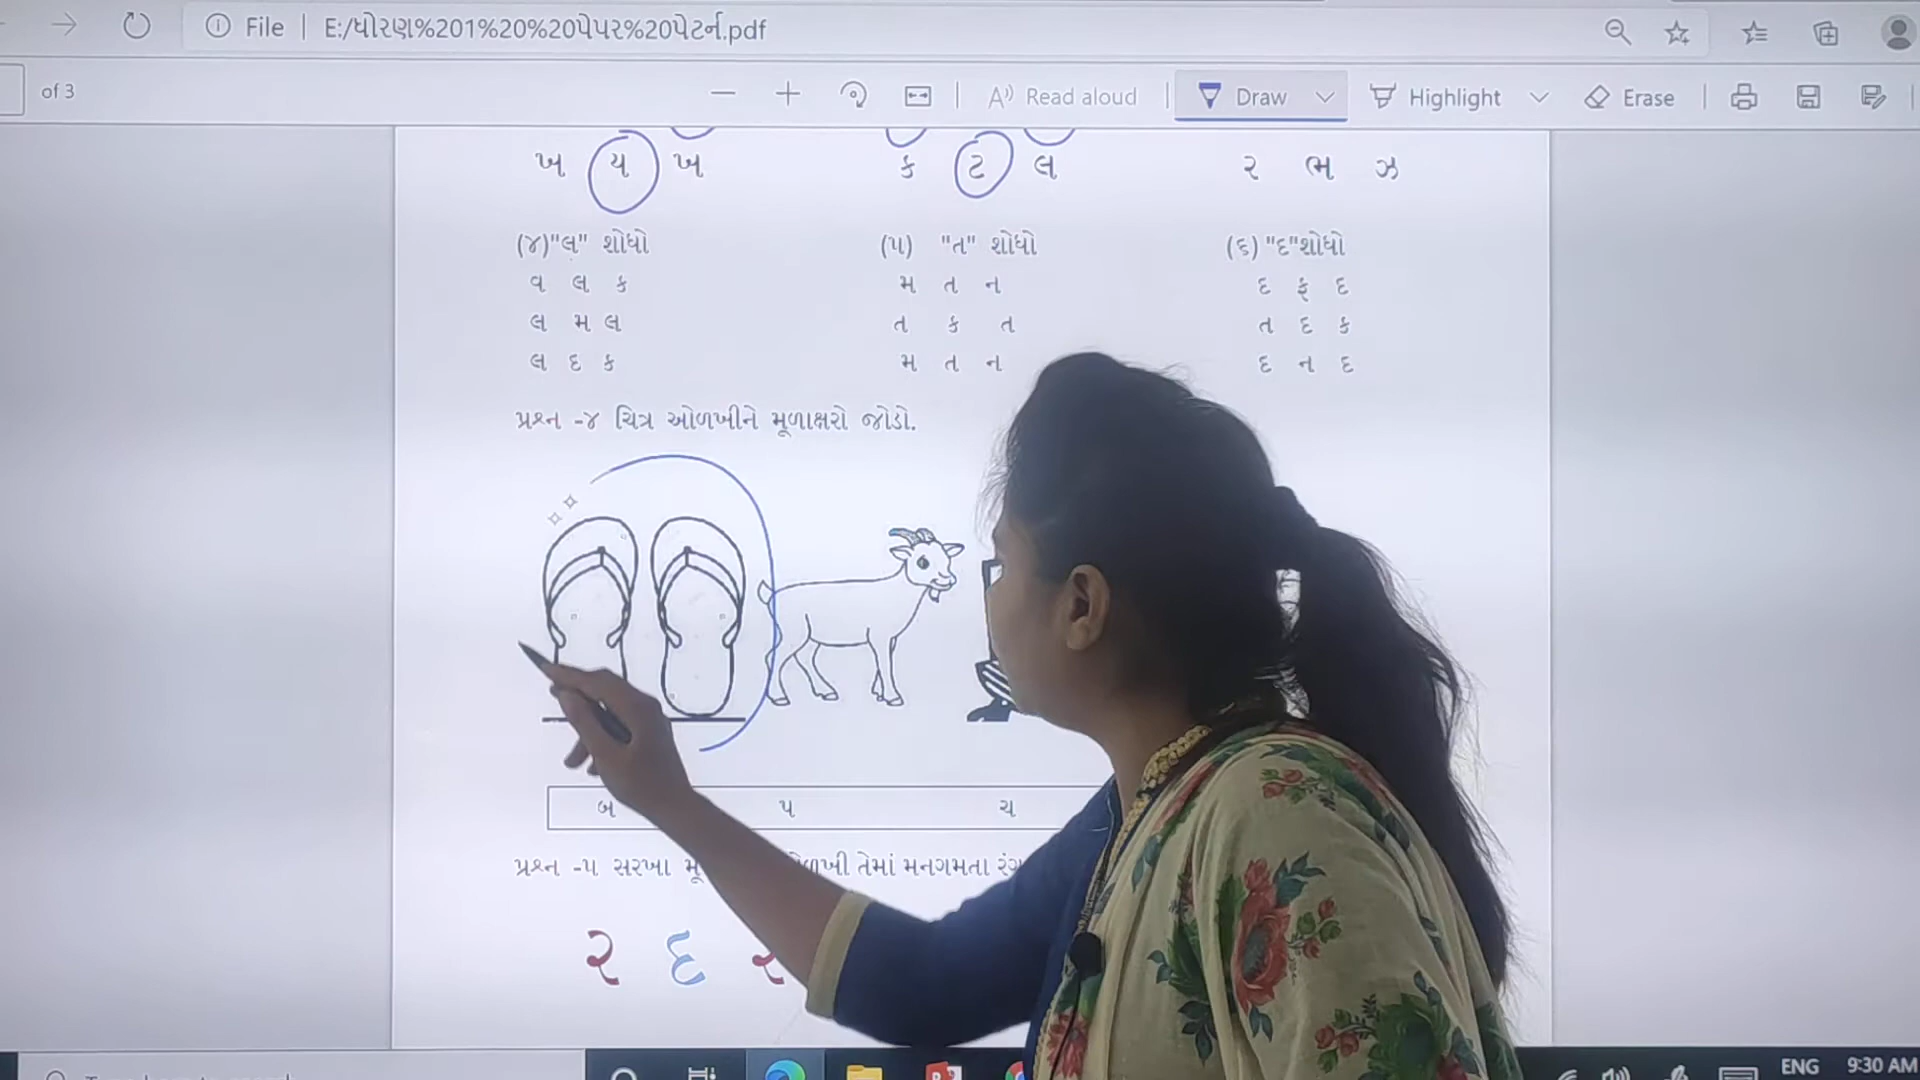 File | E:/ધોરણ%201%20%20પેપર%20પેટર્ન.pdf
of 3
Read aloud
Draw
Highlight
Erase
ખ ય ખ
ક ટ લ
ર ભ ઝ
(૪)"લ" શોધો
વ લ ક
લ મ લ
લ દ ક
(૫) "ત" શોધો
મ ત ન
ત ક ત
મ ત ન
(૬) "દ"શોધો
દ ફ દ
ત દ ક
દ ન દ
પ્રશ્ન -૪ ચિત્ર ઓળખીને મૂળાક્ષરો જોડો.
બ પ ચ
પ્રશ્ન -૫ સરખા તેમાં મનગમતા
ર દ ર
ENG 9:30 AM